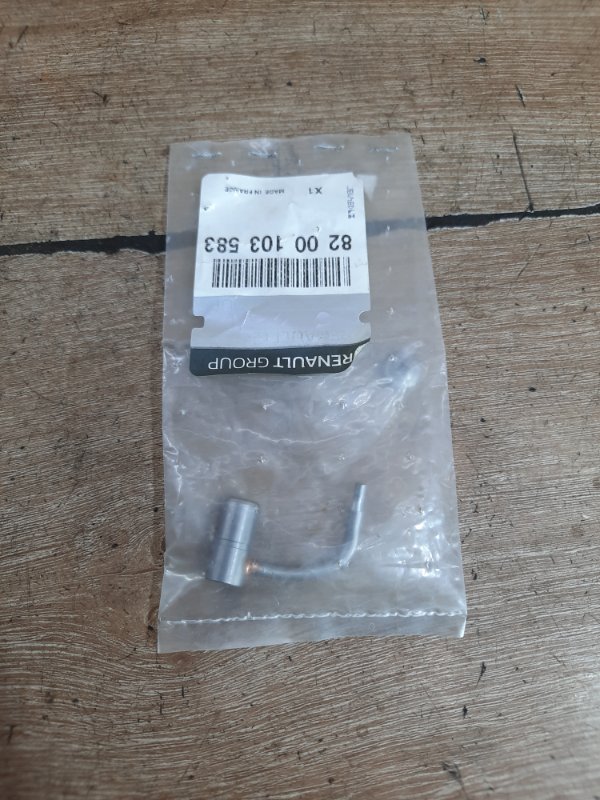 RENAULT GROUP
82 00 103 583
X1 MADE IN FRANCE